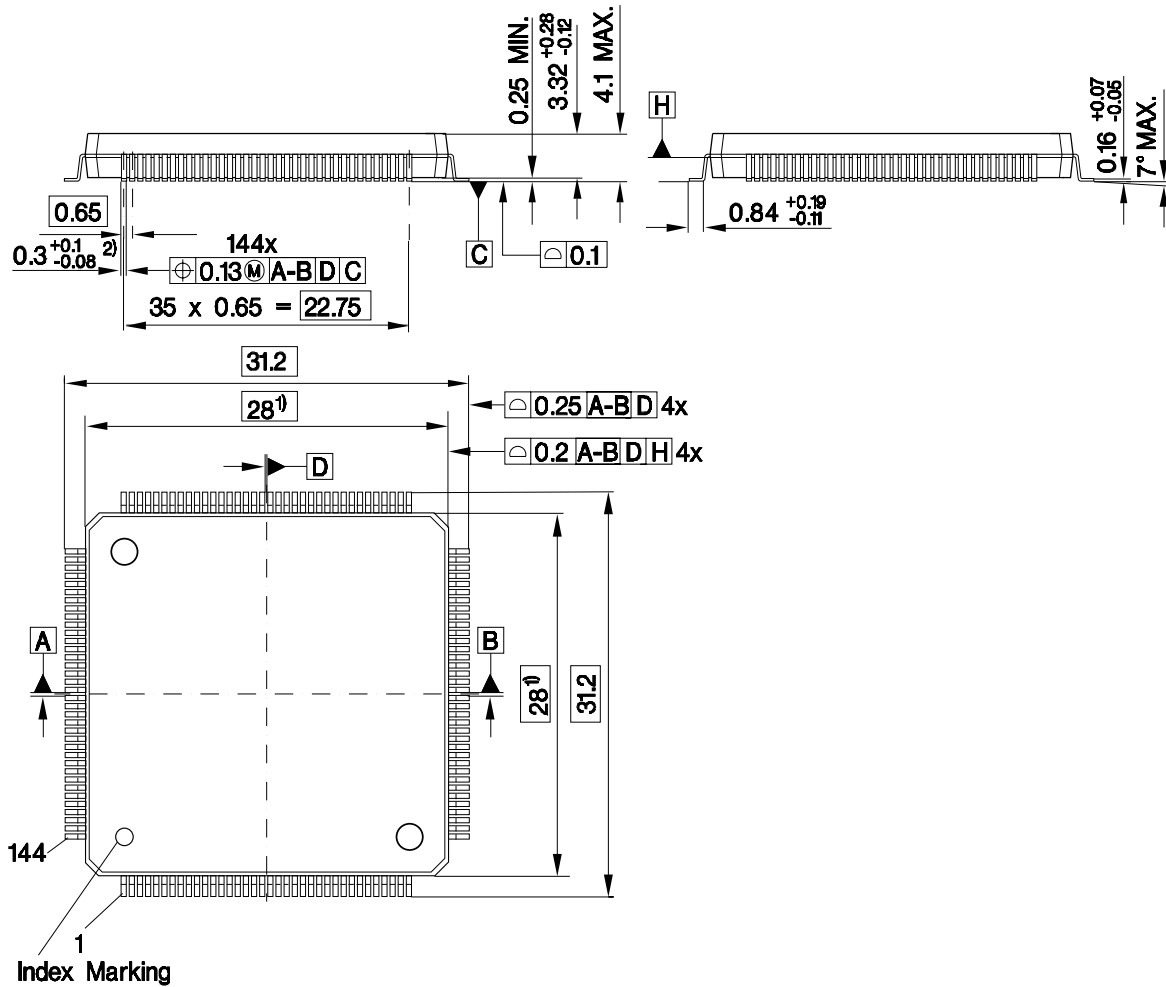 0.25 MIN.
3.32 +0.28 -0.12
4.1 MAX.
H
0.16 +0.07 -0.05
7° MAX.
0.65
0.3 +0.1 -0.08 2)
144x
⌖ 0.13 Ⓜ A-B D C
35 x 0.65 = 22.75
C
⌓ 0.1
0.84 +0.19 -0.11
31.2
28 1)
⌓ 0.25 A-B D 4x
⌓ 0.2 A-B D H 4x
D
A
B
28 1)
31.2
144
1
Index Marking